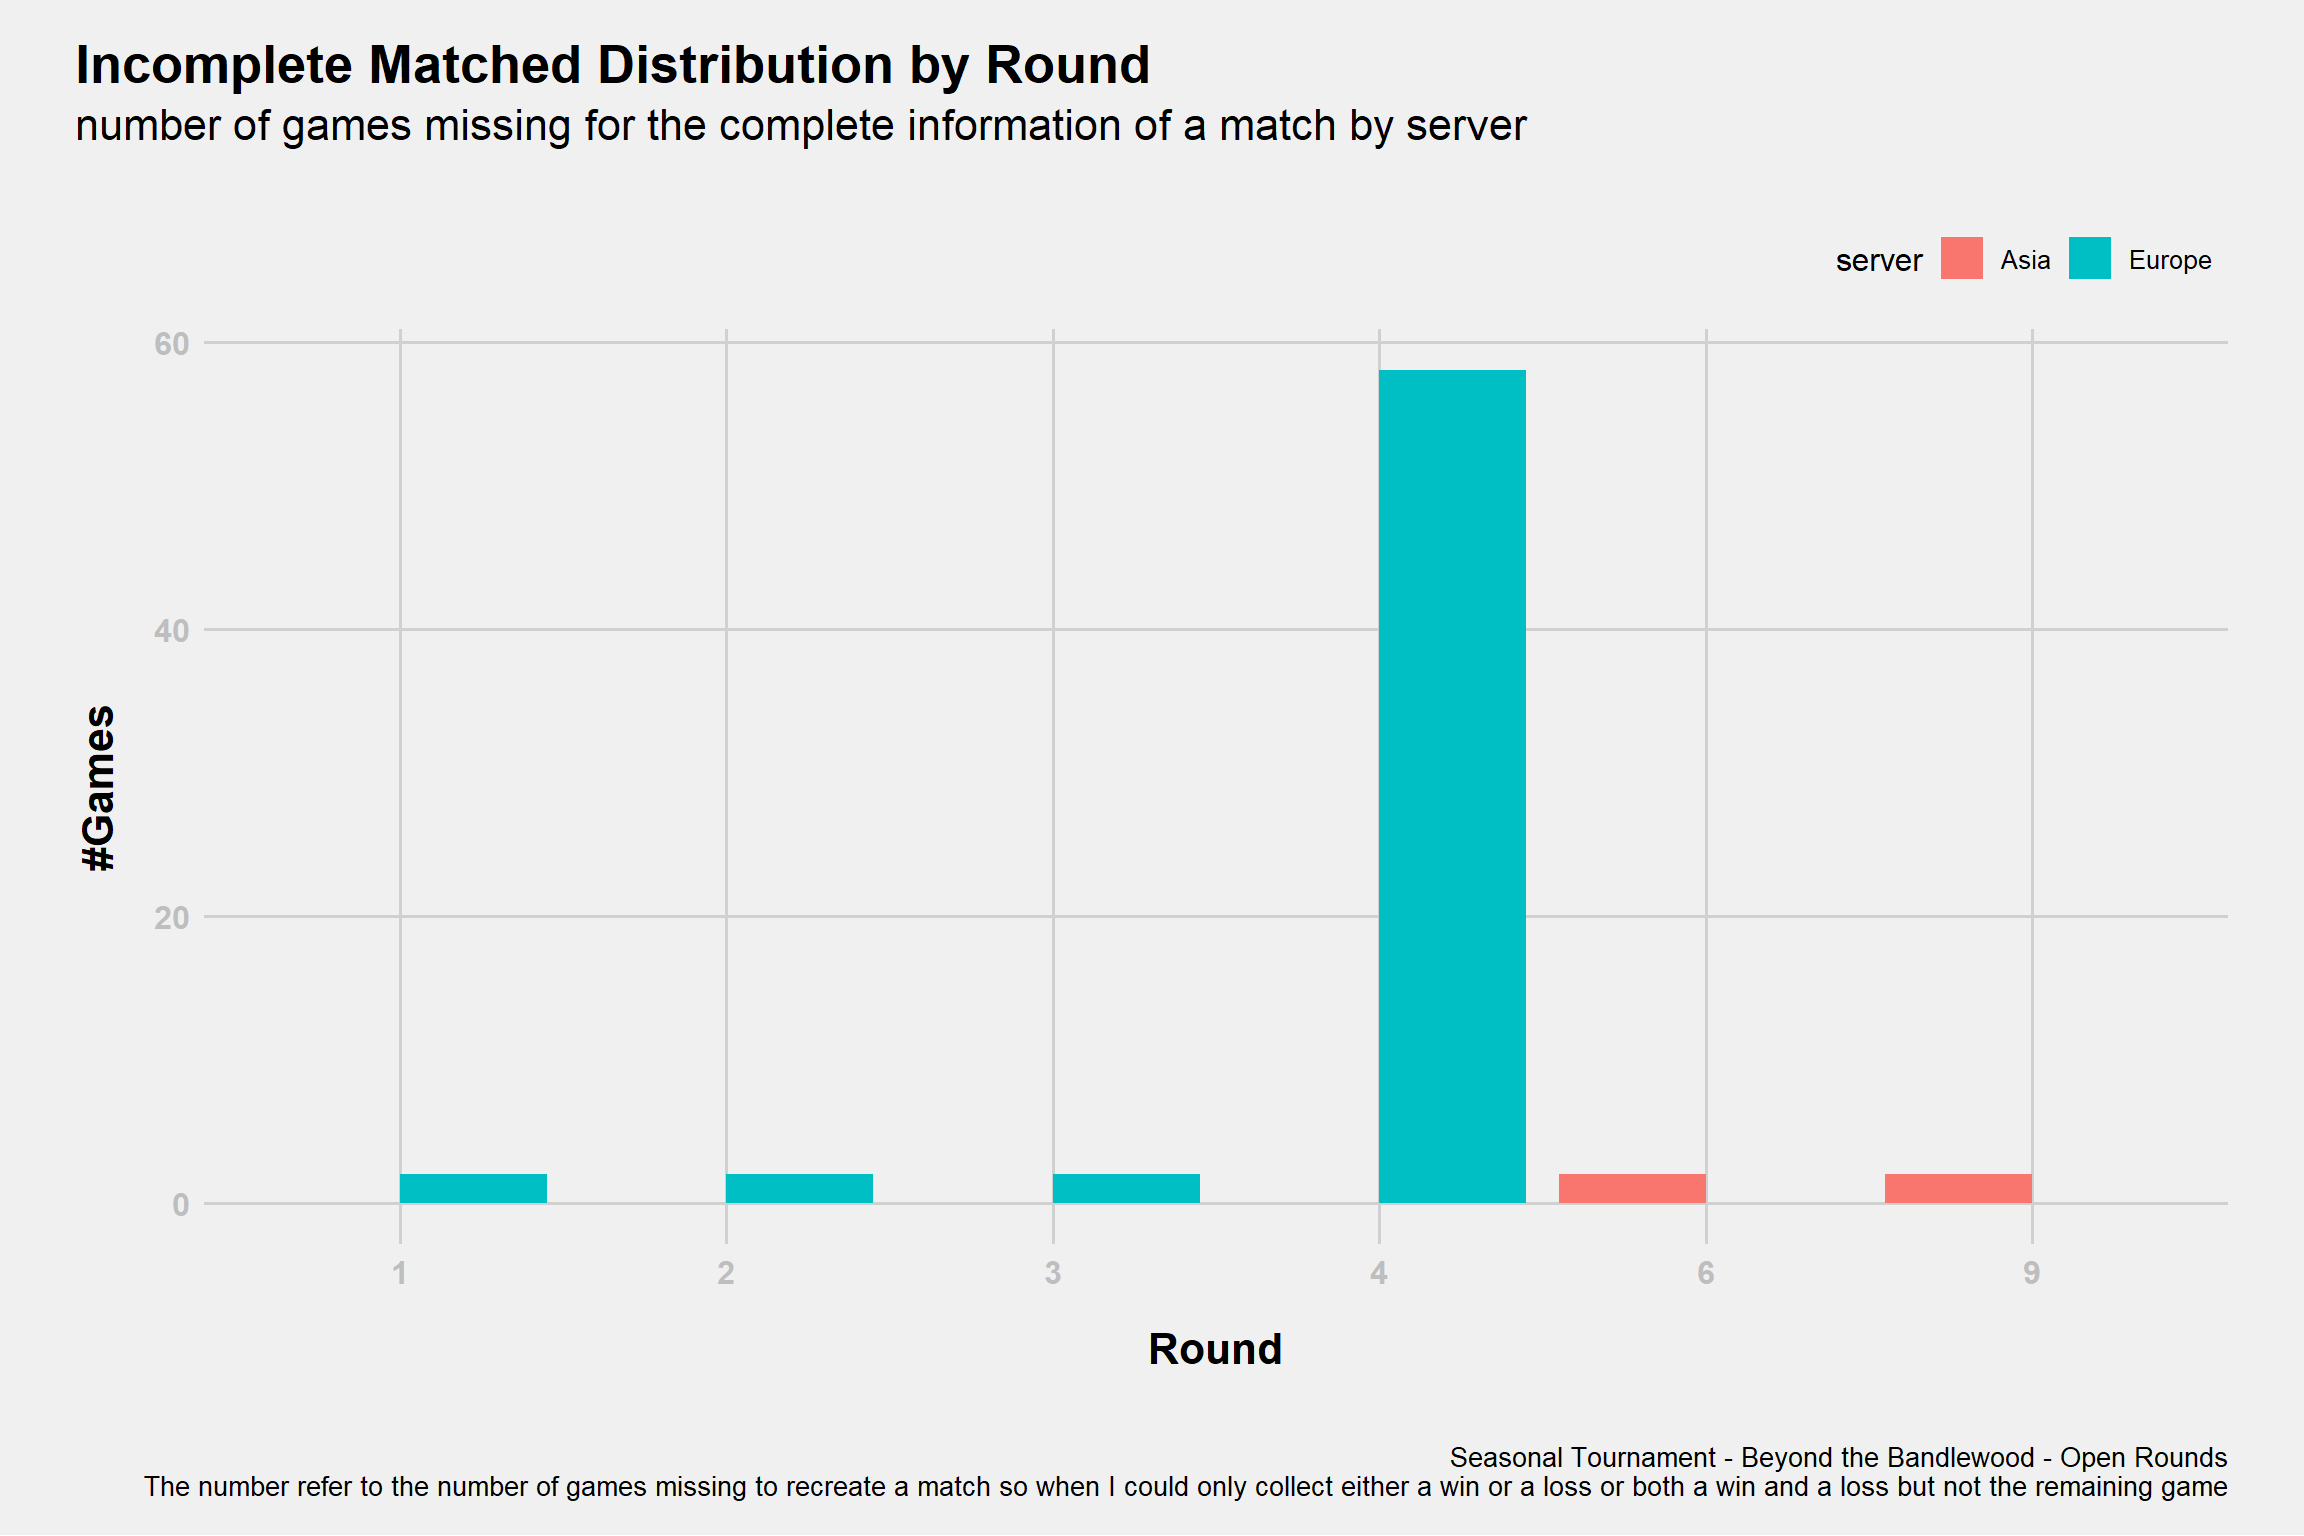 Incomplete Matched Distribution by Round
number of games missing for the complete information of a match by server
server Asia Europe
60
40
20
0
#Games
1 2 3 4 6 9
Round
Seasonal Tournament - Beyond the Bandlewood - Open Rounds
The number refer to the number of games missing to recreate a match so when I could only collect either a win or a loss or both a win and a loss but not the remaining game